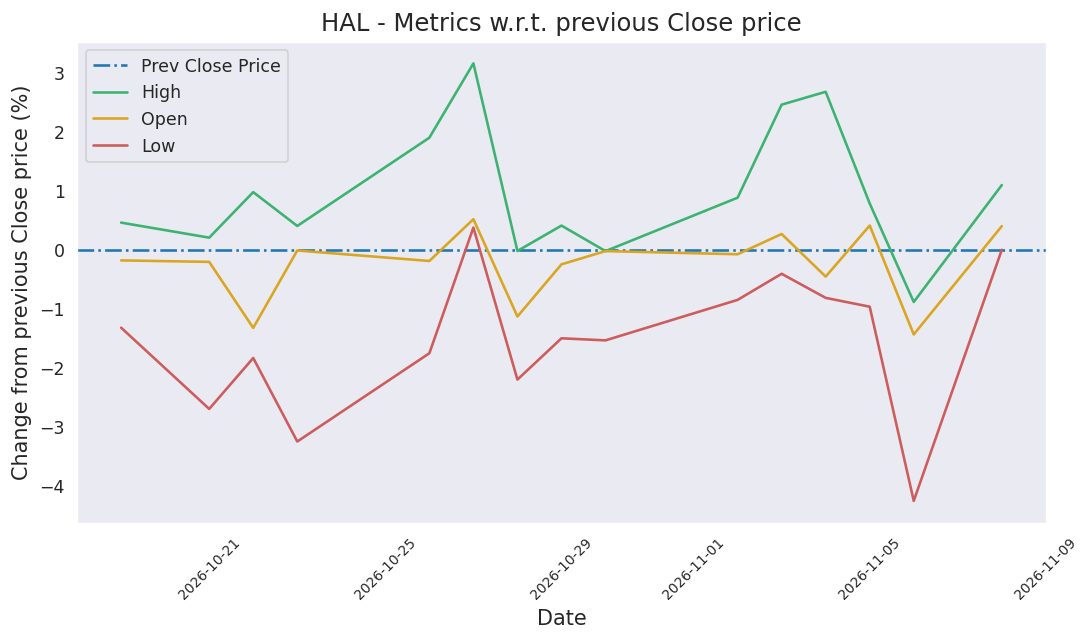 HAL - Metrics w.r.t. previous Close price
Prev Close Price
High
Open
Low
Change from previous Close price (%)
3
2
1
0
−1
−2
−3
−4
2026-10-21
2026-10-25
2026-10-29
2026-11-01
2026-11-05
2026-11-09
Date